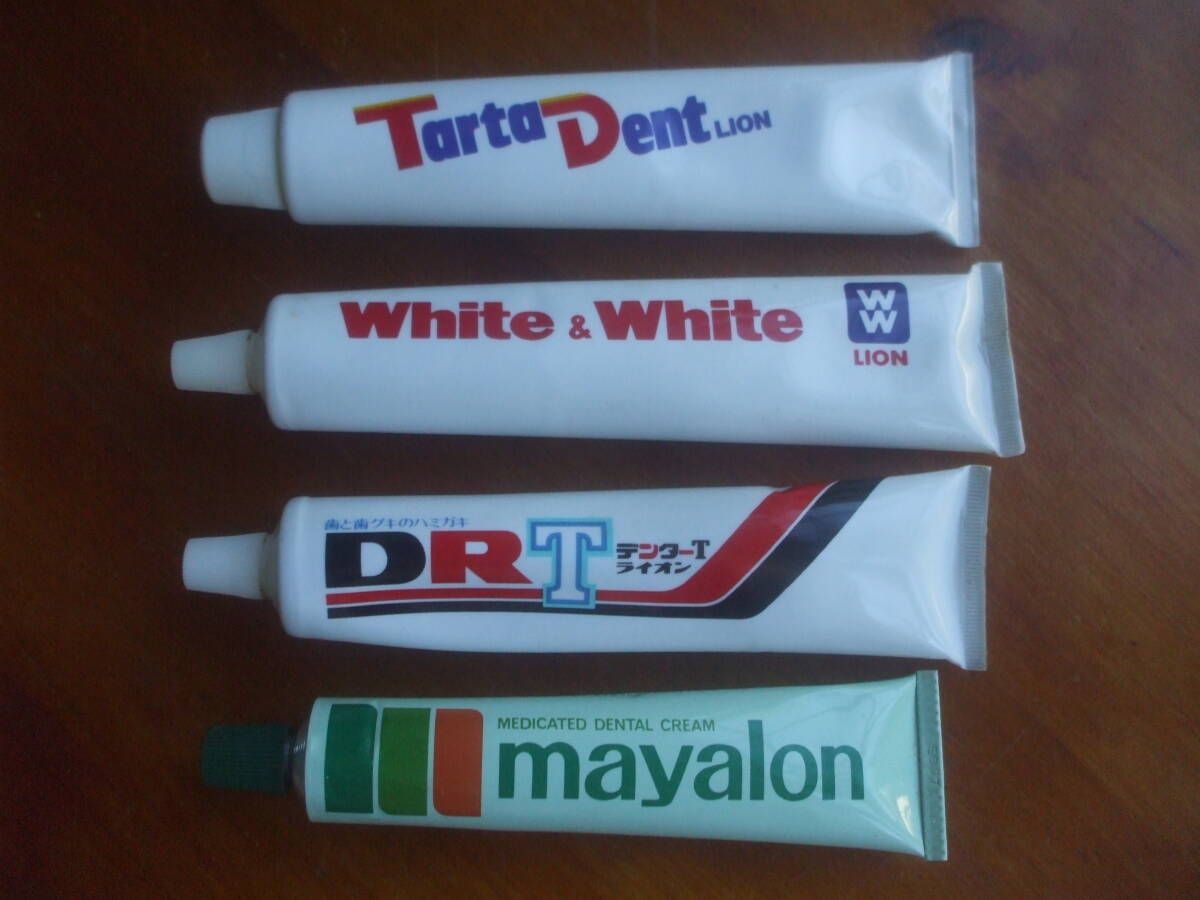 TartaDent LION
White & White
WW
LION
歯と歯グキのハミガキ
DRT
デンターT
ライオン
MEDICATED DENTAL CREAM
mayalon